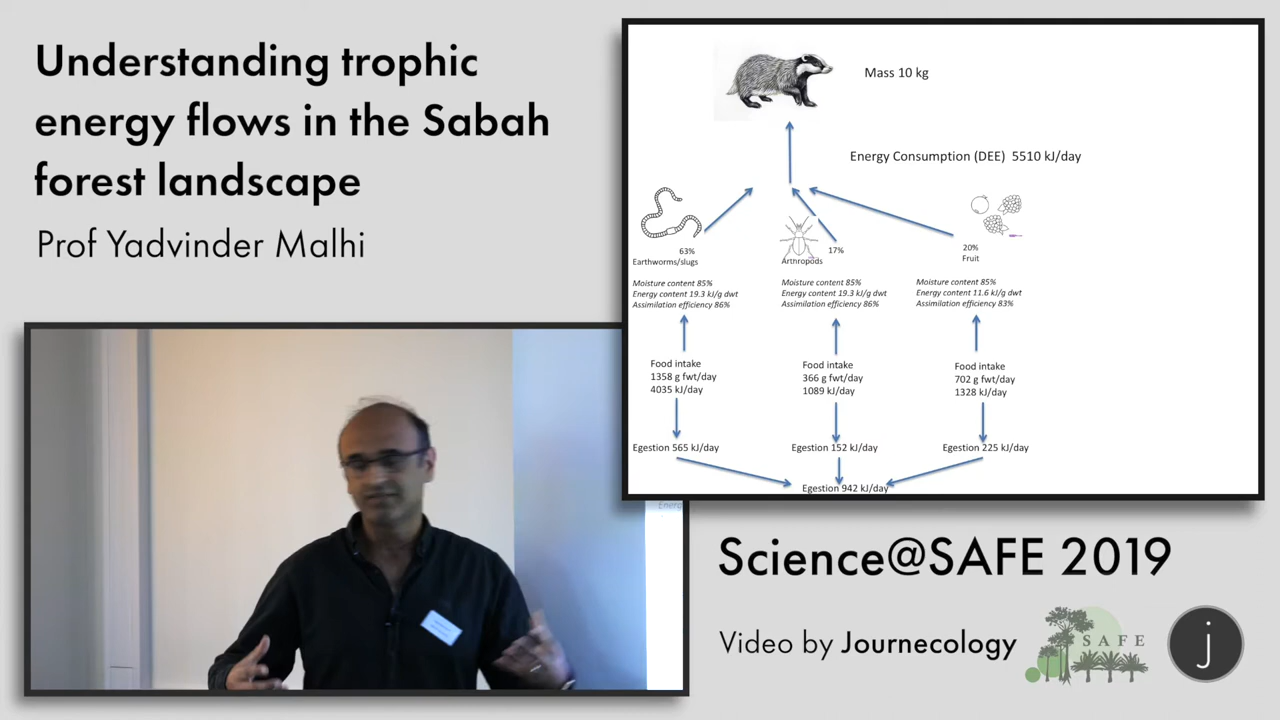 Understanding trophic
energy flows in the Sabah
forest landscape
Prof Yadvinder Malhi
Mass 10 kg
Energy Consumption (DEE) 5510 kJ/day
63%
Earthworms/slugs
17%
Arthropods
20%
Fruit
Moisture content 85%
Energy content 19.3 kJ/g dwt
Assimilation efficiency 86%
Moisture content 85%
Energy content 19.3 kJ/g dwt
Assimilation efficiency 86%
Moisture content 85%
Energy content 11.6 kJ/g dwt
Assimilation efficiency 83%
Food intake
1358 g fwt/day
4035 kJ/day
Food intake
366 g fwt/day
1089 kJ/day
Food intake
702 g fwt/day
1328 kJ/day
Egestion 565 kJ/day
Egestion 152 kJ/day
Egestion 225 kJ/day
Egestion 942 kJ/day
Energy
Science@SAFE 2019
Video by Journecology
SAFE
j